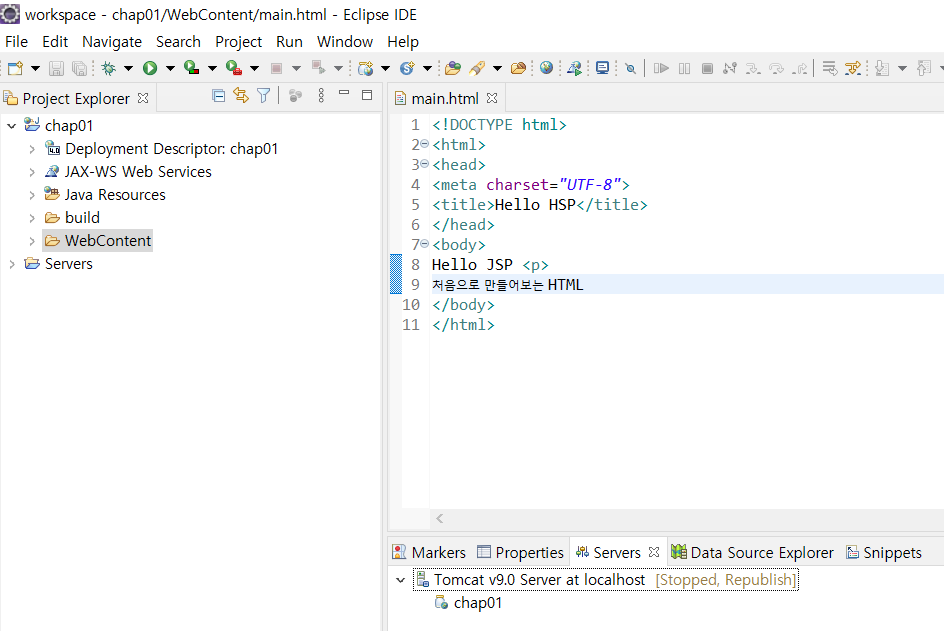 workspace - chap01/WebContent/main.html - Eclipse IDE
File Edit Navigate Search Project Run Window Help
Project Explorer
chap01
Deployment Descriptor: chap01
JAX-WS Web Services
Java Resources
build
WebContent
Servers
main.html
1 <!DOCTYPE html>
2 <html>
3 <head>
4 <meta charset="UTF-8">
5 <title>Hello HSP</title>
6 </head>
7 <body>
8 Hello JSP <p>
9 처음으로 만들어보는 HTML
10 </body>
11 </html>
Markers Properties Servers Data Source Explorer Snippets
Tomcat v9.0 Server at localhost [Stopped, Republish]
chap01